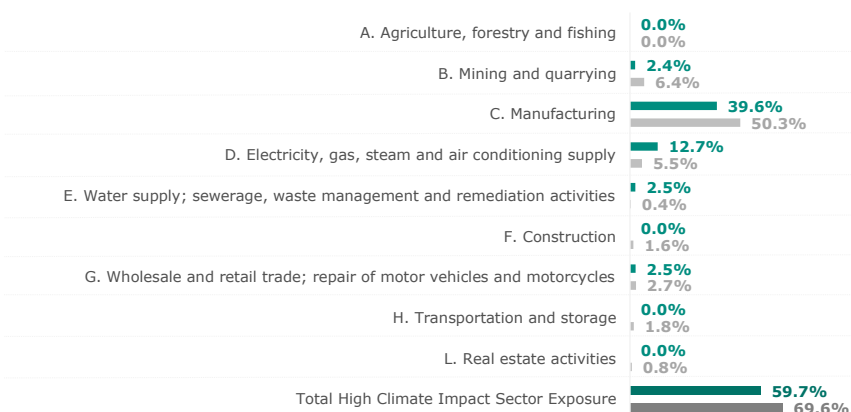 A. Agriculture, forestry and fishing
0.0%
0.0%
B. Mining and quarrying
2.4%
6.4%
C. Manufacturing
39.6%
50.3%
D. Electricity, gas, steam and air conditioning supply
12.7%
5.5%
E. Water supply; sewerage, waste management and remediation activities
2.5%
0.4%
F. Construction
0.0%
1.6%
G. Wholesale and retail trade; repair of motor vehicles and motorcycles
2.5%
2.7%
H. Transportation and storage
0.0%
1.8%
L. Real estate activities
0.0%
0.8%
Total High Climate Impact Sector Exposure
59.7%
69.6%